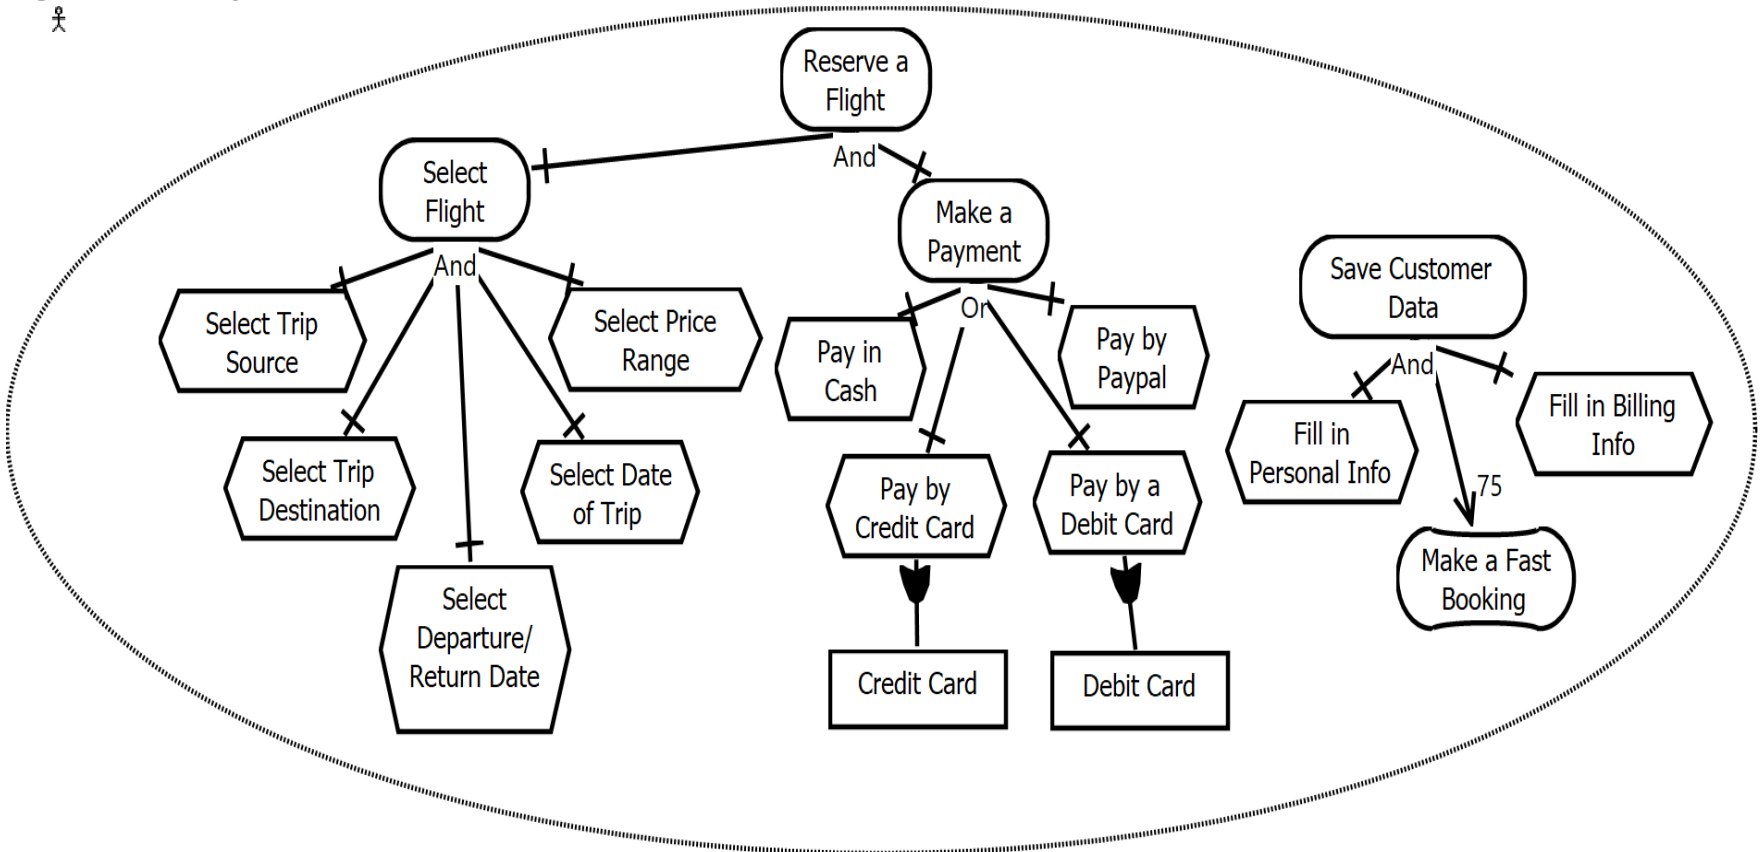 Reserve a
Flight
And
Select
Flight
And
Make a
Payment
Or
Select Trip
Source
Select Price
Range
Select Trip
Destination
Select Date
of Trip
Select
Departure/
Return Date
Pay in
Cash
Pay by
Paypal
Pay by
Credit Card
Pay by a
Debit Card
Credit Card
Debit Card
Save Customer
Data
And
Fill in
Personal Info
Fill in Billing
Info
75
Make a Fast
Booking